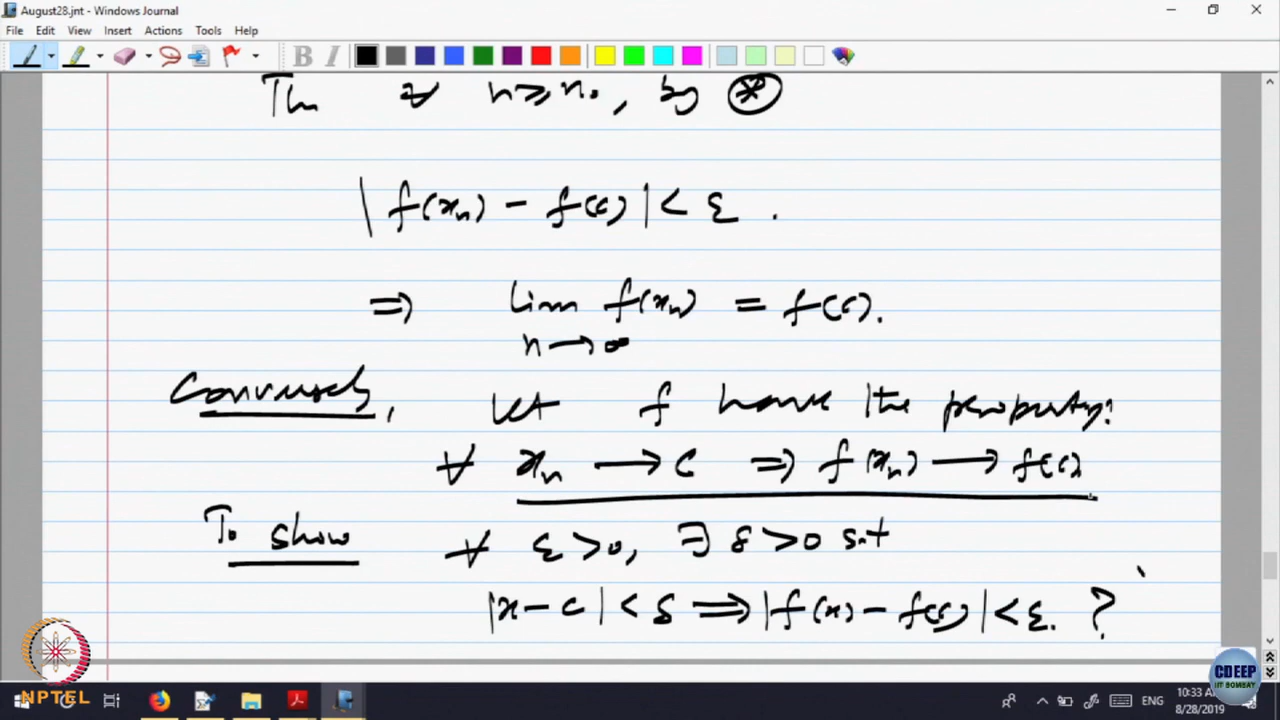 August28.jnt - Windows Journal
File Edit View Insert Actions Tools Help
B I
Then ∀ n ≥ n₀, by ⊛
|f(xₙ) - f(c)| < ε.
⇒ lim f(xₙ) = f(c).
n → ∞
Conversely, let f have the property:
∀ xₙ → c ⇒ f(xₙ) → f(c)
To show ∀ ε > 0, ∃ δ > 0 s.t
|x - c| < δ ⇒ |f(x) - f(c)| < ε. ?
CDEEP
IIT BOMBAY
NPTEL
ENG
10:33 A
8/28/2019